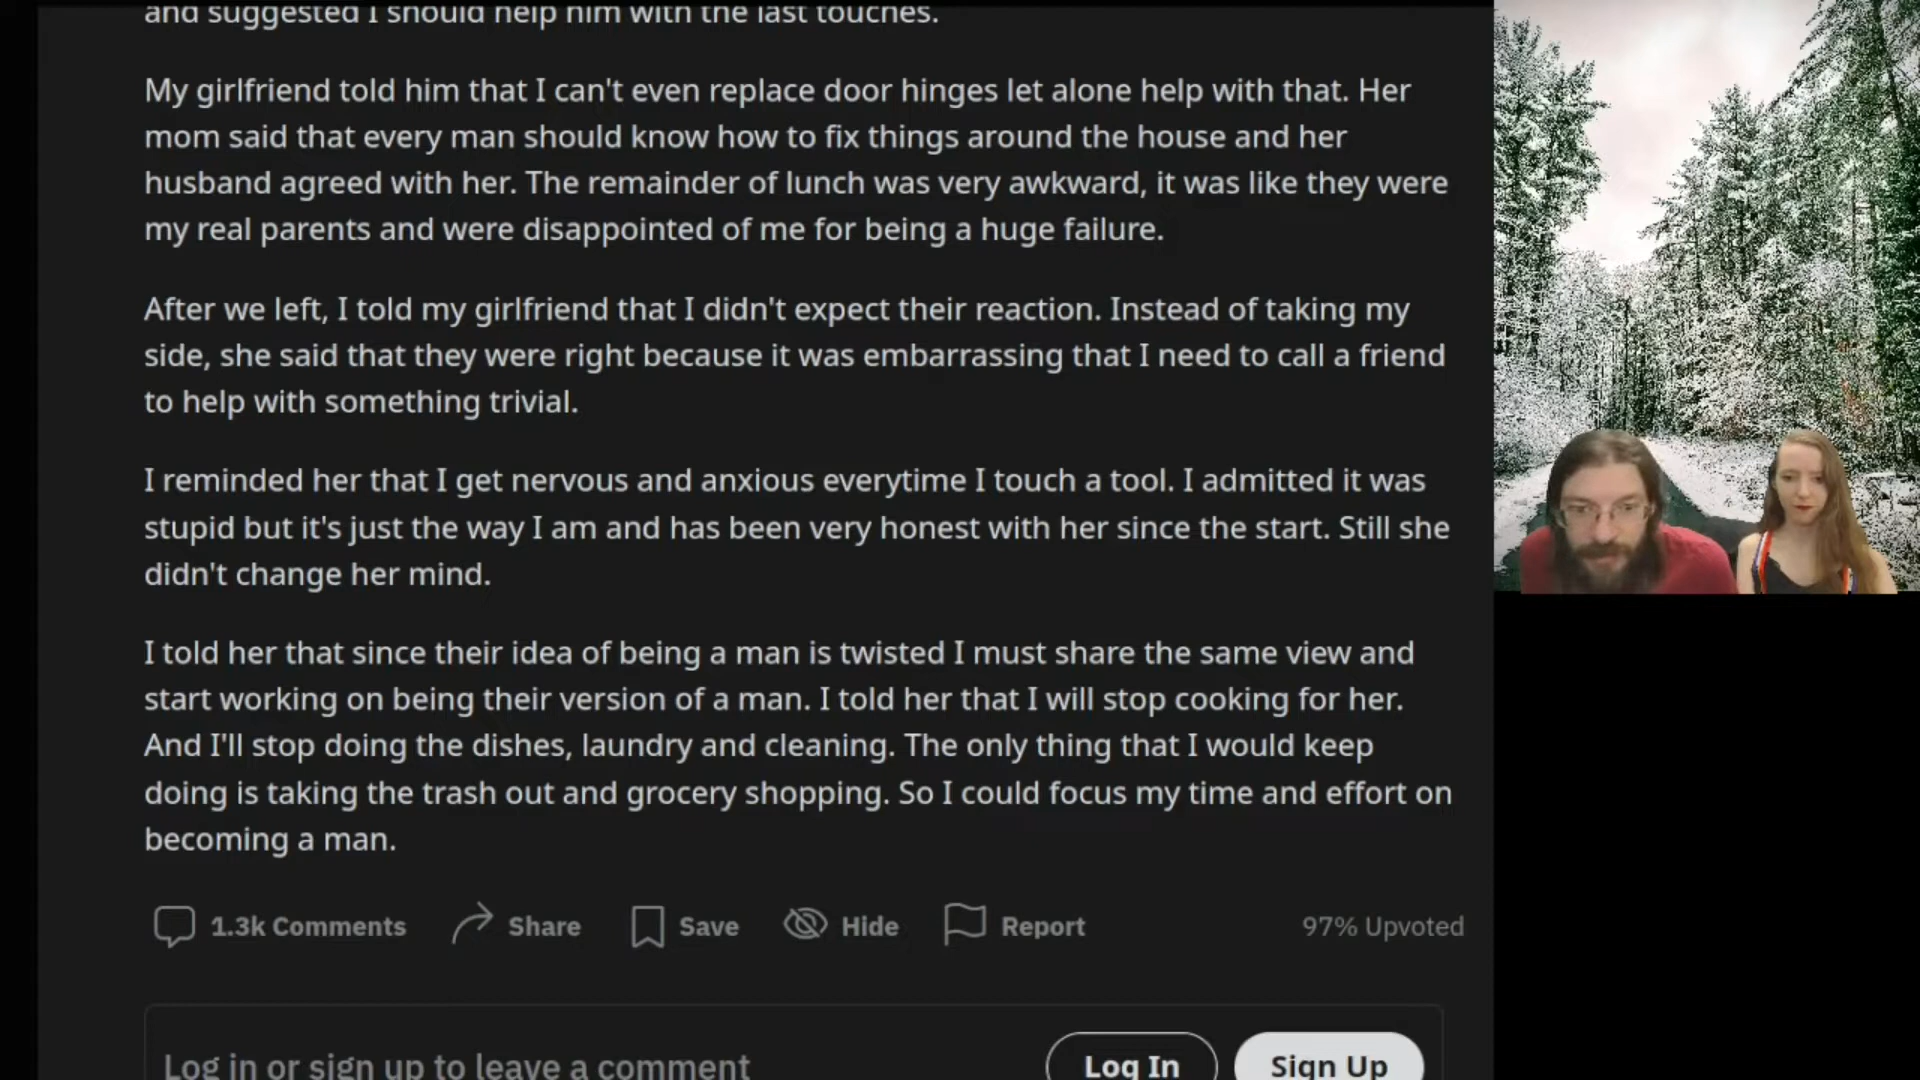 and suggested I should help him with the last touches.
My girlfriend told him that I can't even replace door hinges let alone help with that. Her
mom said that every man should know how to fix things around the house and her
husband agreed with her. The remainder of lunch was very awkward, it was like they were
my real parents and were disappointed of me for being a huge failure.
After we left, I told my girlfriend that I didn't expect their reaction. Instead of taking my
side, she said that they were right because it was embarrassing that I need to call a friend
to help with something trivial.
I reminded her that I get nervous and anxious everytime I touch a tool. I admitted it was
stupid but it's just the way I am and has been very honest with her since the start. Still she
didn't change her mind.
I told her that since their idea of being a man is twisted I must share the same view and
start working on being their version of a man. I told her that I will stop cooking for her.
And I'll stop doing the dishes, laundry and cleaning. The only thing that I would keep
doing is taking the trash out and grocery shopping. So I could focus my time and effort on
becoming a man.
1.3k Comments Share Save Hide Report 97% Upvoted
Log in or sign up to leave a comment Log In Sign Up